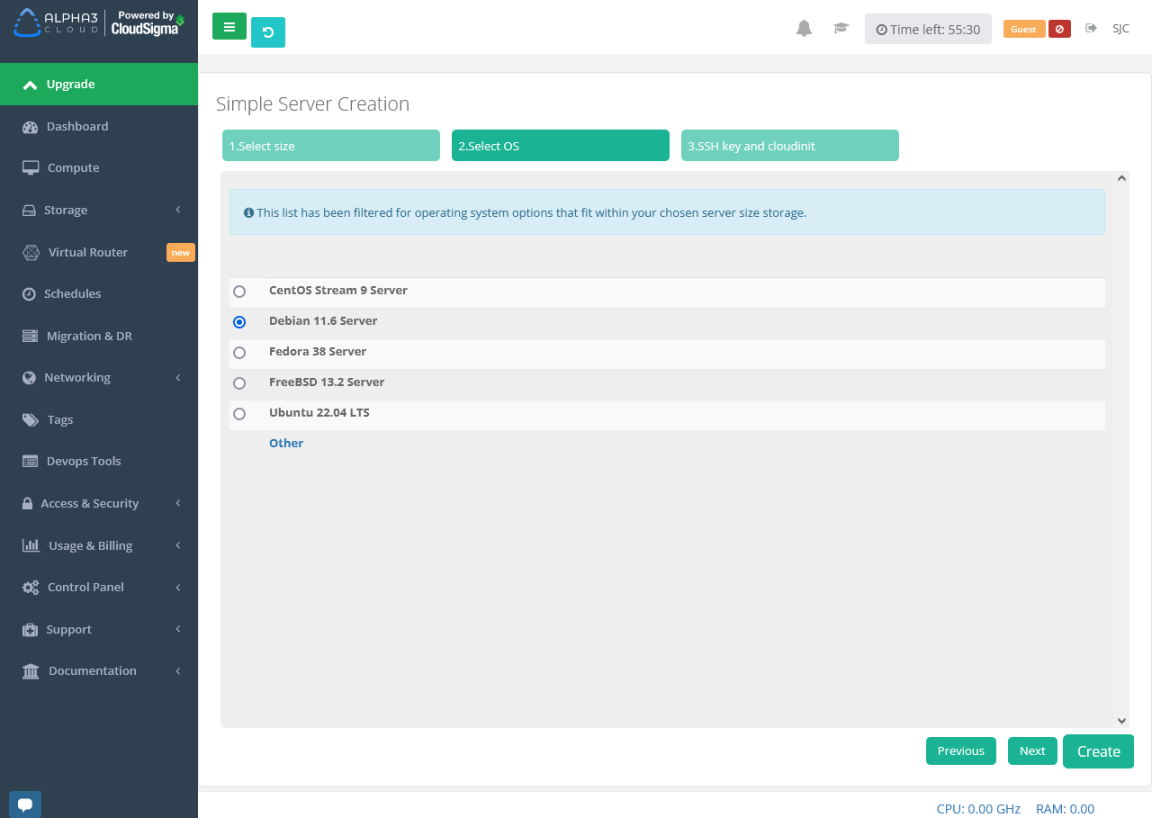 ALPHA3
CLOUD
Powered by
CloudSigma
Time left: 55:30
Guest
SJC
Upgrade
Dashboard
Compute
Storage
Virtual Router
new
Schedules
Migration & DR
Networking
Tags
Devops Tools
Access & Security
Usage & Billing
Control Panel
Support
Documentation
Simple Server Creation
1.Select size
2.Select OS
3.SSH key and cloudinit
This list has been filtered for operating system options that fit within your chosen server size storage.
CentOS Stream 9 Server
Debian 11.6 Server
Fedora 38 Server
FreeBSD 13.2 Server
Ubuntu 22.04 LTS
Other
Previous
Next
Create
CPU: 0.00 GHz
RAM: 0.00